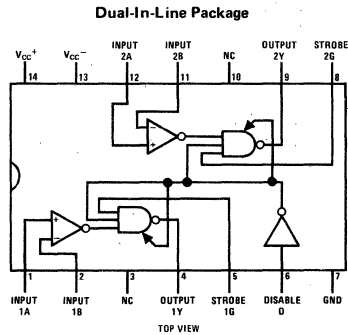 Dual-In-Line Package
VCC+ VCC− INPUT 2A INPUT 2B NC OUTPUT 2Y STROBE 2G
14 13 12 11 10 9 8
− +
+ −
1 2 3 4 5 6 7
INPUT 1A INPUT 1B NC OUTPUT 1Y STROBE 1G DISABLE D GND
TOP VIEW